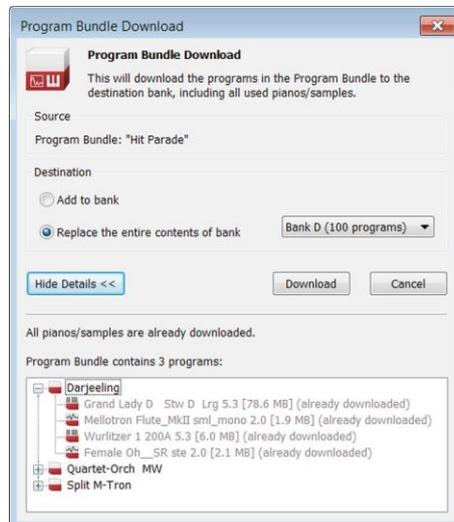 Program Bundle Download
Program Bundle Download
This will download the programs in the Program Bundle to the
destination bank, including all used pianos/samples.
Source
Program Bundle: "Hit Parade"
Destination
Add to bank
Replace the entire contents of bank
Bank D (100 programs)
Hide Details <<
Download
Cancel
All pianos/samples are already downloaded.
Program Bundle contains 3 programs:
Darjeeling
Grand Lady D Stw D Lrg 5.3 [78.6 MB] (already downloaded)
Mellotron Flute_MkII sml_mono 2.0 [1.9 MB] (already downloaded)
Wurlitzer 1 200A 5.3 [6.0 MB] (already downloaded)
Female Oh__SR ste 2.0 [2.1 MB] (already downloaded)
Quartet-Orch MW
Split M-Tron